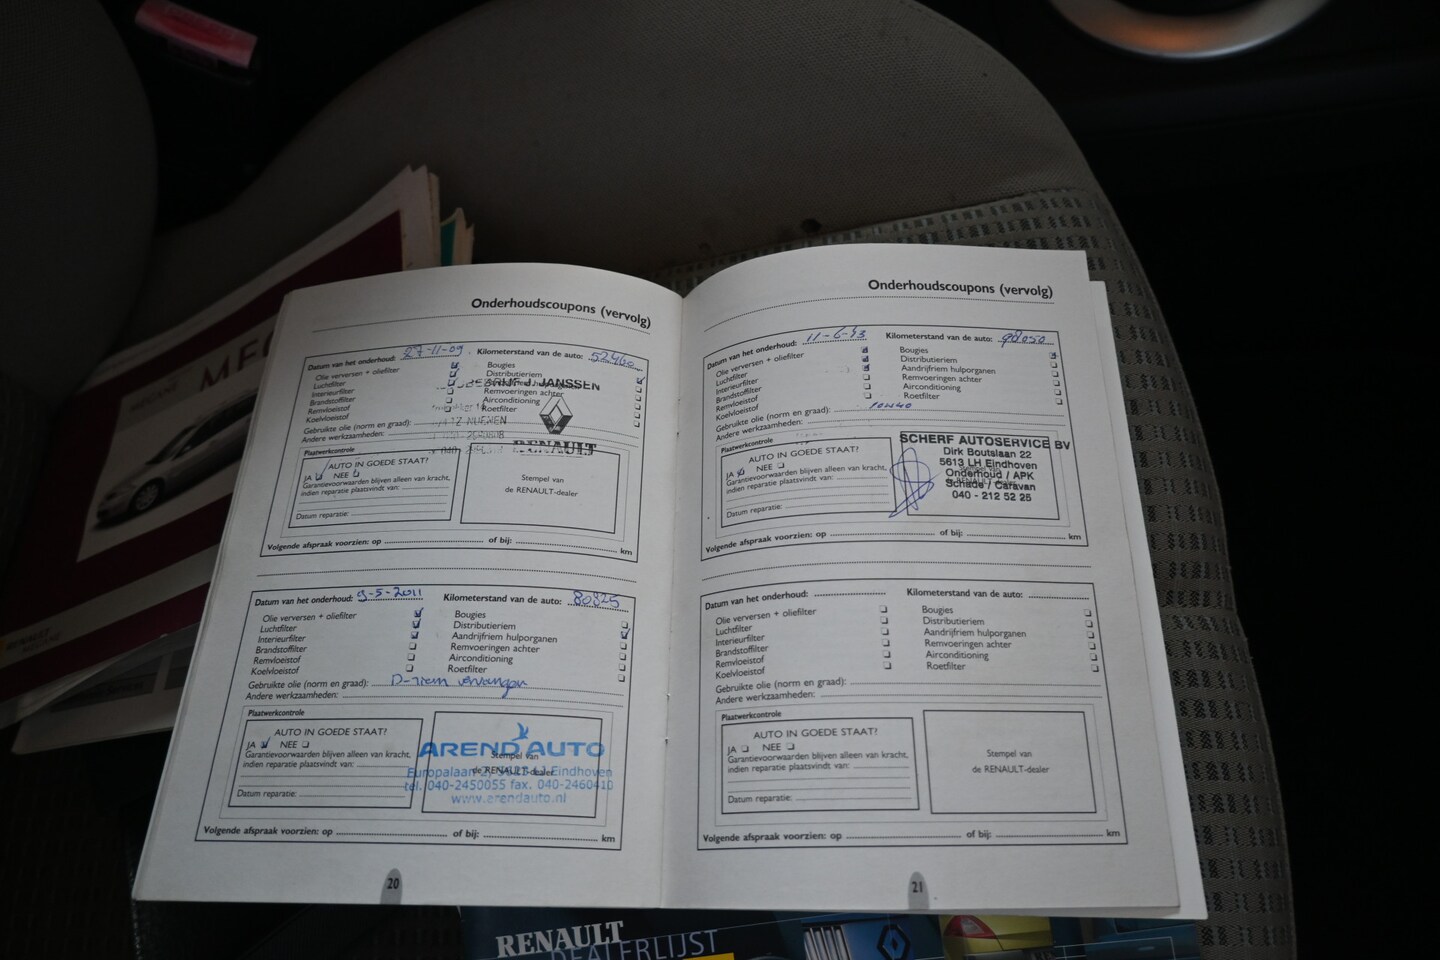 Onderhoudscoupons (vervolg)
Datum van het onderhoud: 27-11-09 Kilometerstand van de auto: 52460
Olie verversen + oliefilter
Luchtfilter
Interieurfilter
Brandstoffilter
Remvloeistof
Koelvloeistof
Bougies
Distributieriem
Remvoeringen achter
Airconditioning
Roetfilter
Gebruikte olie (norm en graad):
Andere werkzaamheden:
J. JANSSEN
NUENEN
RENAULT
Plaatwerkcontrole
AUTO IN GOEDE STAAT?
JA NEE
Garantievoorwaarden blijven alleen van kracht,
indien reparatie plaatsvindt van:
Datum reparatie:
Stempel van
de RENAULT-dealer
Volgende afspraak voorzien: op of bij: km
Datum van het onderhoud: 9-5-2011 Kilometerstand van de auto: 80825
Olie verversen + oliefilter
Luchtfilter
Interieurfilter
Brandstoffilter
Remvloeistof
Koelvloeistof
Bougies
Distributieriem
Aandrijfriem hulporganen
Remvoeringen achter
Airconditioning
Roetfilter
Gebruikte olie (norm en graad): D-riem vervangen
Andere werkzaamheden:
Plaatwerkcontrole
AUTO IN GOEDE STAAT?
JA NEE
Garantievoorwaarden blijven alleen van kracht,
indien reparatie plaatsvindt van:
Datum reparatie:
Stempel van
de RENAULT-dealer
AREND AUTO
Europalaan Eindhoven
tel. 040-2450055 fax. 040-2460410
www.arendauto.nl
Volgende afspraak voorzien: op of bij: km
20
Onderhoudscoupons (vervolg)
Datum van het onderhoud: 11-6-13 Kilometerstand van de auto: 98050
Olie verversen + oliefilter
Luchtfilter
Interieurfilter
Brandstoffilter
Remvloeistof
Koelvloeistof
Bougies
Distributieriem
Aandrijfriem hulporganen
Remvoeringen achter
Airconditioning
Roetfilter
Gebruikte olie (norm en graad): 10W40
Andere werkzaamheden:
Plaatwerkcontrole
AUTO IN GOEDE STAAT?
JA NEE
Garantievoorwaarden blijven alleen van kracht,
indien reparatie plaatsvindt van:
Datum reparatie:
SCHERF AUTOSERVICE BV
Dirk Boutslaan 22
5613 LH Eindhoven
Onderhoud / APK
Schade / Caravan
040 - 212 52 25
Volgende afspraak voorzien: op of bij: km
Datum van het onderhoud: Kilometerstand van de auto:
Olie verversen + oliefilter
Luchtfilter
Interieurfilter
Brandstoffilter
Remvloeistof
Koelvloeistof
Bougies
Distributieriem
Aandrijfriem hulporganen
Remvoeringen achter
Airconditioning
Roetfilter
Gebruikte olie (norm en graad):
Andere werkzaamheden:
Plaatwerkcontrole
AUTO IN GOEDE STAAT?
JA NEE
Garantievoorwaarden blijven alleen van kracht,
indien reparatie plaatsvindt van:
Datum reparatie:
Stempel van
de RENAULT-dealer
Volgende afspraak voorzien: op of bij: km
21
RENAULT
DEALERLIJST